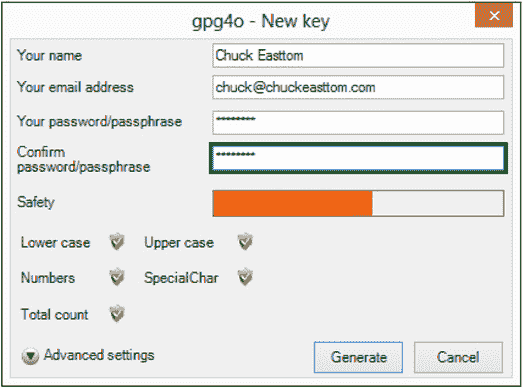 gpg4o - New key
Your name Chuck Easttom
Your email address chuck@chuckeasttom.com
Your password/passphrase ********
Confirm password/passphrase ********
Safety
Lower case Upper case
Numbers SpecialChar
Total count
Advanced settings Generate Cancel